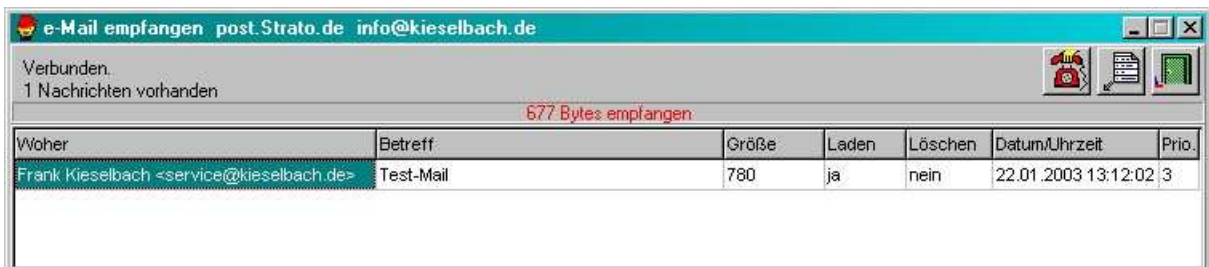 e-Mail empfangen post.Strato.de info@kieselbach.de
Verbunden.
1 Nachrichten vorhanden
677 Bytes empfangen
Woher Betreff Größe Laden Löschen Datum/Uhrzeit Prio.
Frank Kieselbach <service@kieselbach.de> Test-Mail 780 ja nein 22.01.2003 13:12:02 3